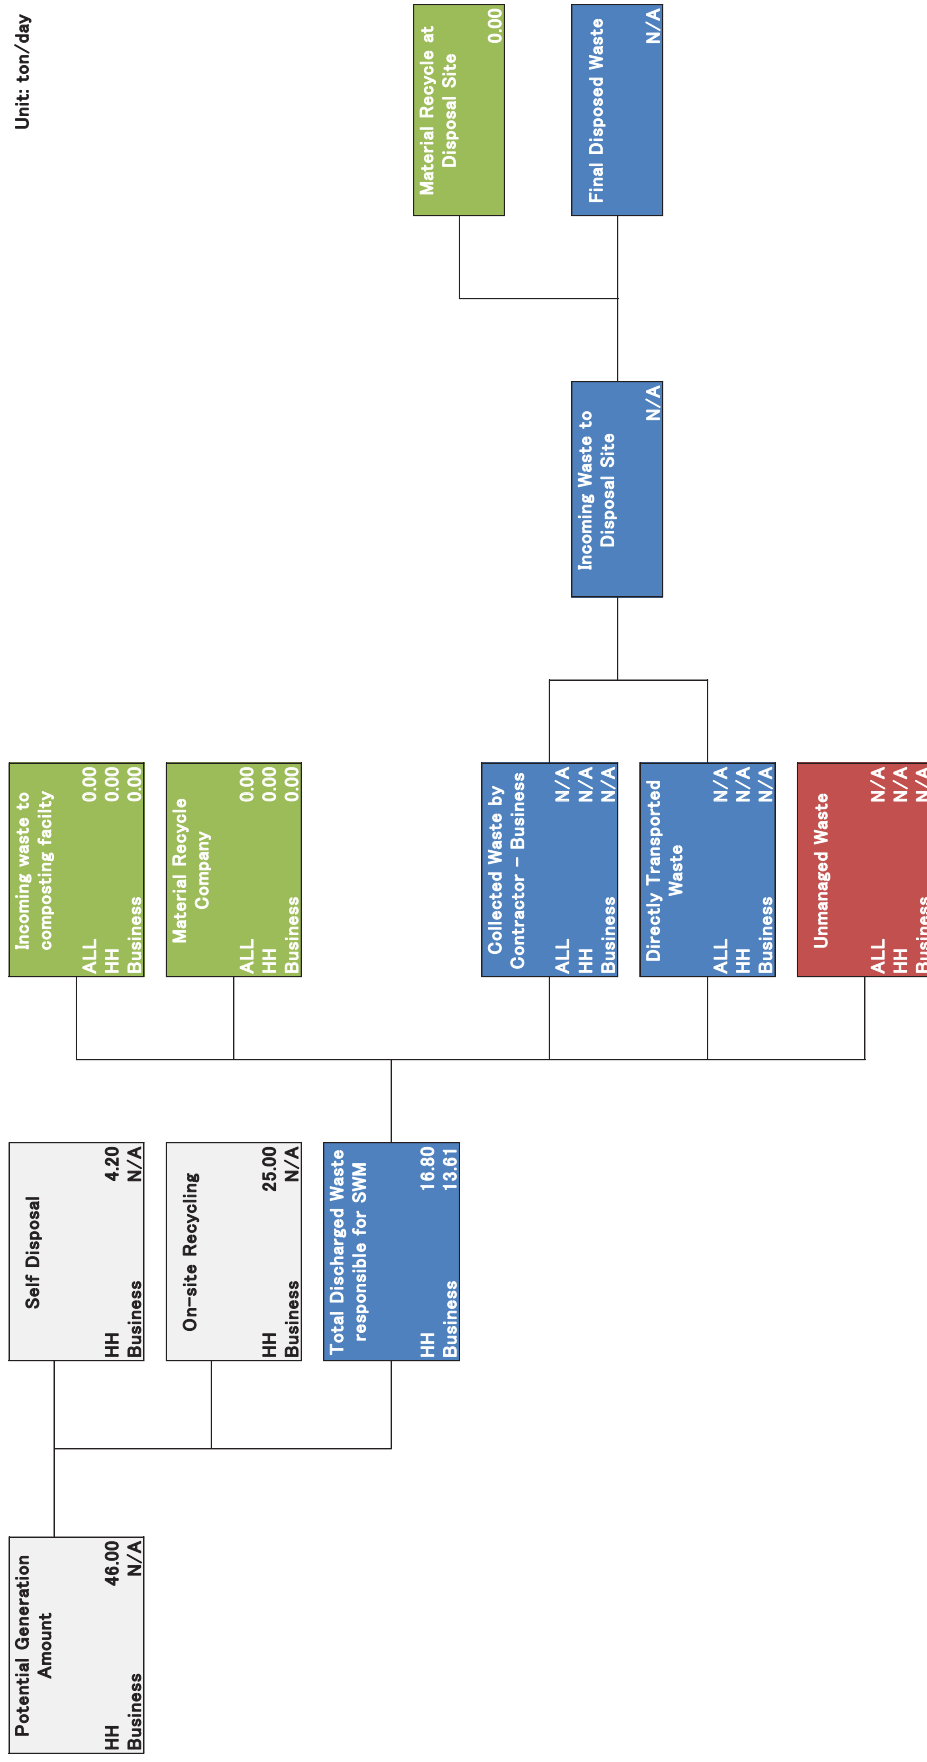 Unit: ton/day
Potential Generation
Amount
HH 46.00
Business N/A
Self Disposal
HH 4.20
Business N/A
On-site Recycling
HH 25.00
Business N/A
Total Discharged Waste
responsible for SWM
HH 16.80
Business 13.61
Incoming waste to
composting facilty
ALL 0.00
HH 0.00
Business 0.00
Material Recycle
Company
ALL 0.00
HH 0.00
Business 0.00
Collected Waste by
Contractor - Business
ALL N/A
HH N/A
Business N/A
Directly Transported
Waste
ALL N/A
HH N/A
Business N/A
Unmanaged Waste
ALL N/A
HH N/A
Business N/A
Incoming Waste to
Disposal Site
N/A
Material Recycle at
Disposal Site
0.00
Final Disposed Waste
N/A